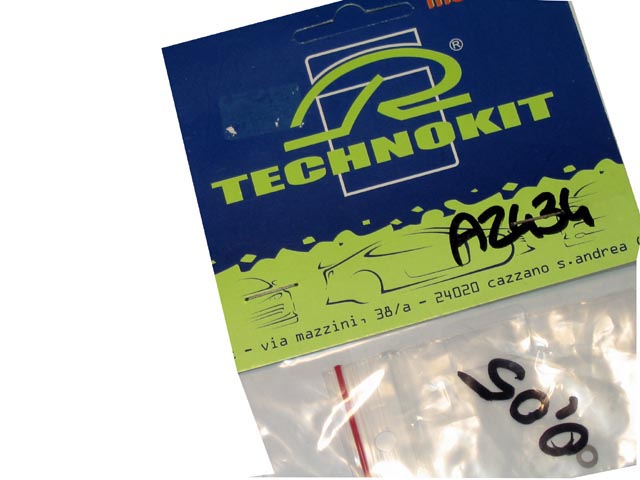 ®
TECHNOKIT
A2434
- via mazzini, 38/a - 24020 cazzano s.andrea
0,05